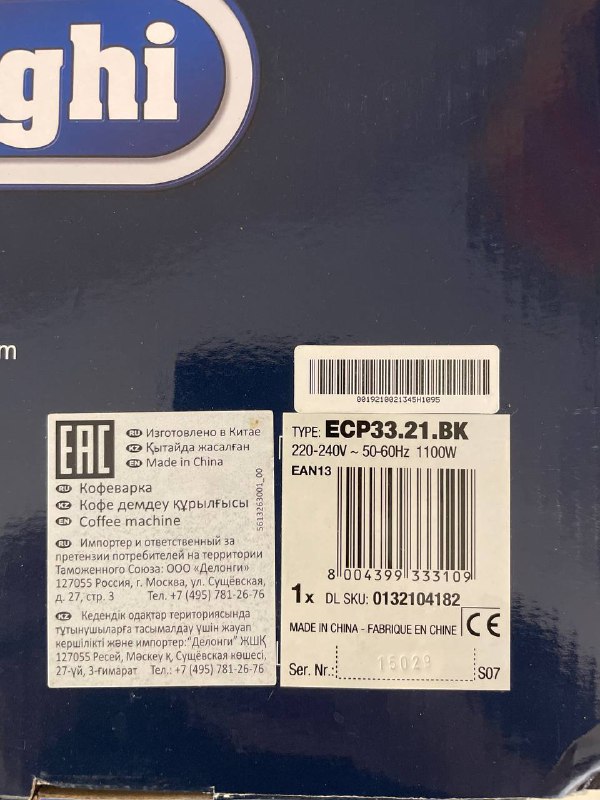 ghi
m
0019210021345H1095
EAC
RU Изготовлено в Китае
KZ Қытайда жасалған
EN Made in China
RU Кофеварка
KZ Кофе демдеу құрылғысы
EN Coffee machine
5613263001_00
RU Импортер и ответственный за
претензии потребителей на территории
Таможенного Союза: ООО «Делонги»
127055 Россия, г. Москва, ул. Сущёвская,
д. 27, стр. 3 Тел.: +7 (495) 781-26-76
KZ Кедендік одақтар территориясында
тұтынушыларға тасымалдау үшін жауап
кершілікті және импортер:"Делонги" ЖШҚ
127055 Ресей, Мәскеу қ, Сущёвская көшесі,
27-үй, 3-ғимарат Тел.: +7 (495) 781-26-76
TYPE: ECP33.21.BK
220-240V ~ 50-60Hz 1100W
EAN13
8 004399 333109
1x DL SKU: 0132104182
MADE IN CHINA - FABRIQUE EN CHINE CE
Ser. Nr.: 15029 S07